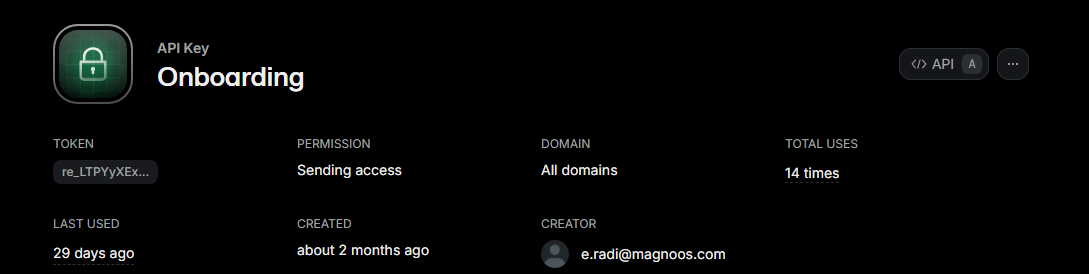 API Key
Onboarding
</> API A
TOKEN PERMISSION DOMAIN TOTAL USES
re_LTPYyXEx... Sending access All domains 14 times
LAST USED CREATED CREATOR
29 days ago about 2 months ago e.radi@magnoos.com